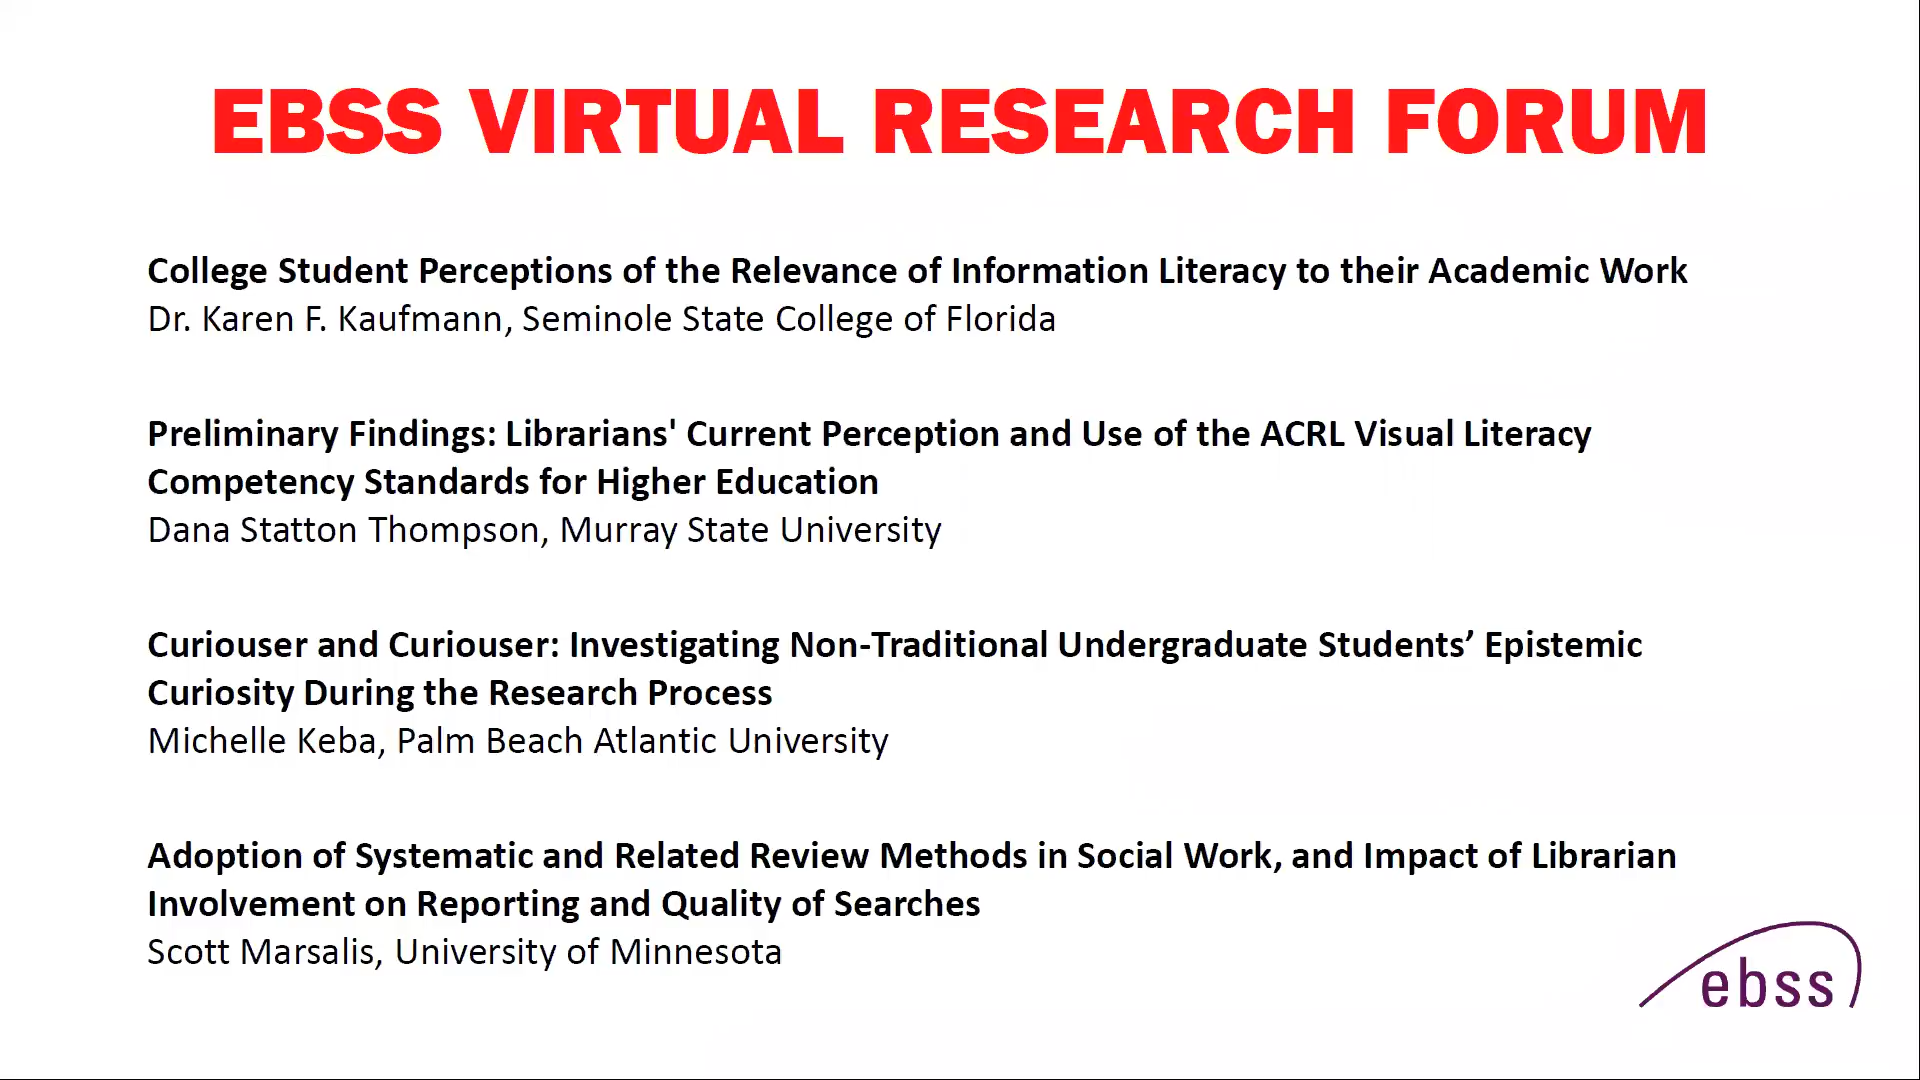 EBSS VIRTUAL RESEARCH FORUM
College Student Perceptions of the Relevance of Information Literacy to their Academic Work
Dr. Karen F. Kaufmann, Seminole State College of Florida
Preliminary Findings: Librarians' Current Perception and Use of the ACRL Visual Literacy
Competency Standards for Higher Education
Dana Statton Thompson, Murray State University
Curiouser and Curiouser: Investigating Non-Traditional Undergraduate Students’ Epistemic
Curiosity During the Research Process
Michelle Keba, Palm Beach Atlantic University
Adoption of Systematic and Related Review Methods in Social Work, and Impact of Librarian
Involvement on Reporting and Quality of Searches
Scott Marsalis, University of Minnesota
ebss